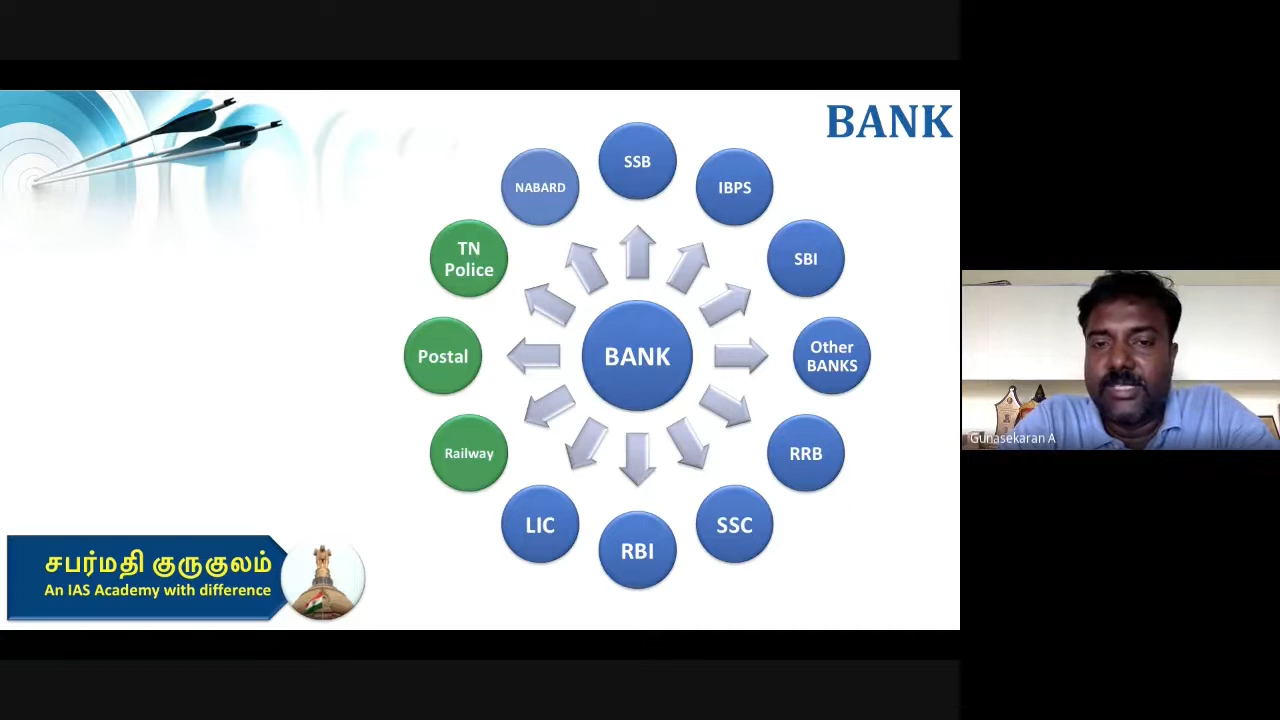 BANK
SSB
IBPS
SBI
Other
BANKS
RRB
SSC
RBI
LIC
Railway
Postal
TN
Police
NABARD
BANK
சபர்மதி குருகுலம்
An IAS Academy with difference
Gunasekaran A